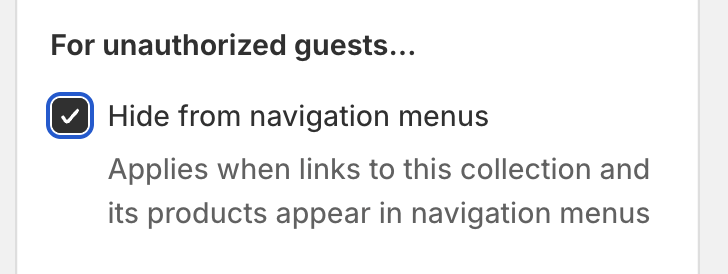 For unauthorized guests...
Hide from navigation menus
Applies when links to this collection and
its products appear in navigation menus